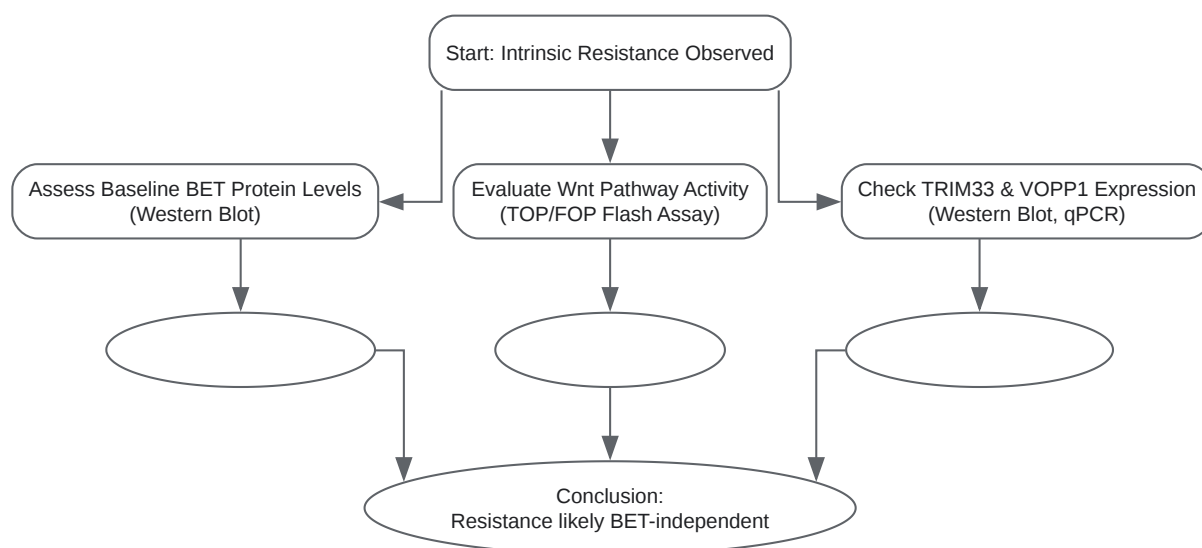 Start: Intrinsic Resistance Observed
Assess Baseline BET Protein Levels
(Western Blot)
Evaluate Wnt Pathway Activity
(TOP/FOP Flash Assay)
Check TRIM33 & VOPP1 Expression
(Western Blot, qPCR)
Conclusion:
Resistance likely BET-independent